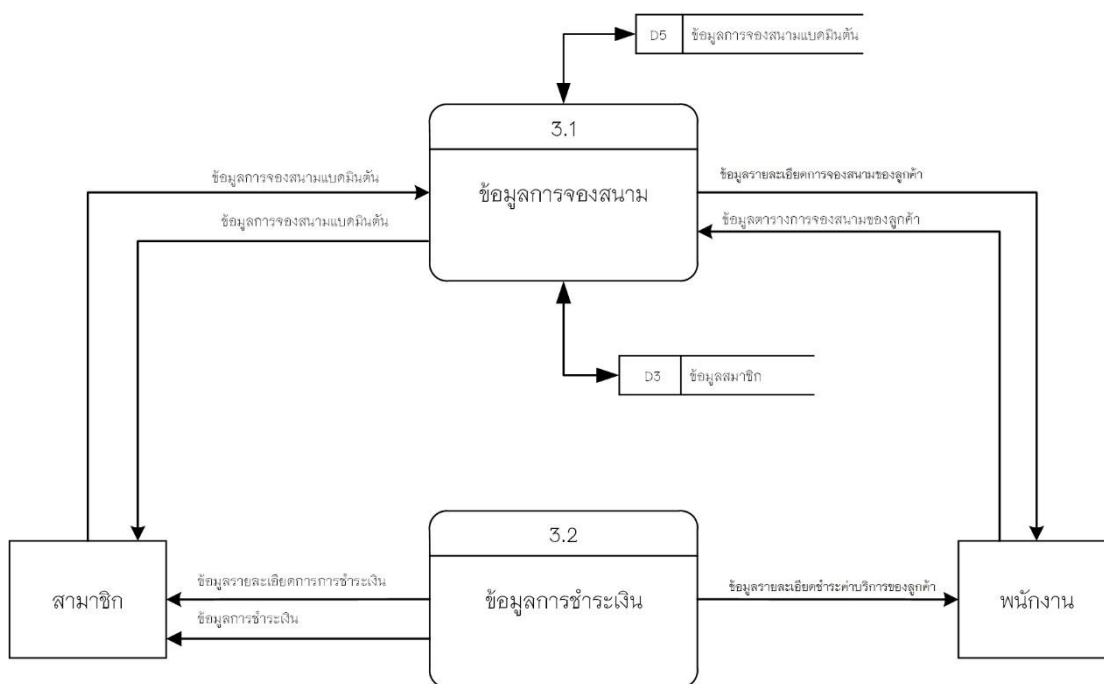 D5 ข้อมูลการจองสนามแบดมินตัน
3.1
ข้อมูลการจองสนาม
ข้อมูลการจองสนามแบดมินตัน
ข้อมูลรายละเอียดการจองสนามของลูกค้า
ข้อมูลการจองสนามแบดมินตัน
ข้อมูลตารางการจองสนามของลูกค้า
D3 ข้อมูลสมาชิก
3.2
ข้อมูลการชำระเงิน
สามาชิก
ข้อมูลรายละเอียดการการชำระเงิน
ข้อมูลการชำระเงิน
ข้อมูลรายละเอียดชำระค่าบริการของลูกค้า
พนักงาน